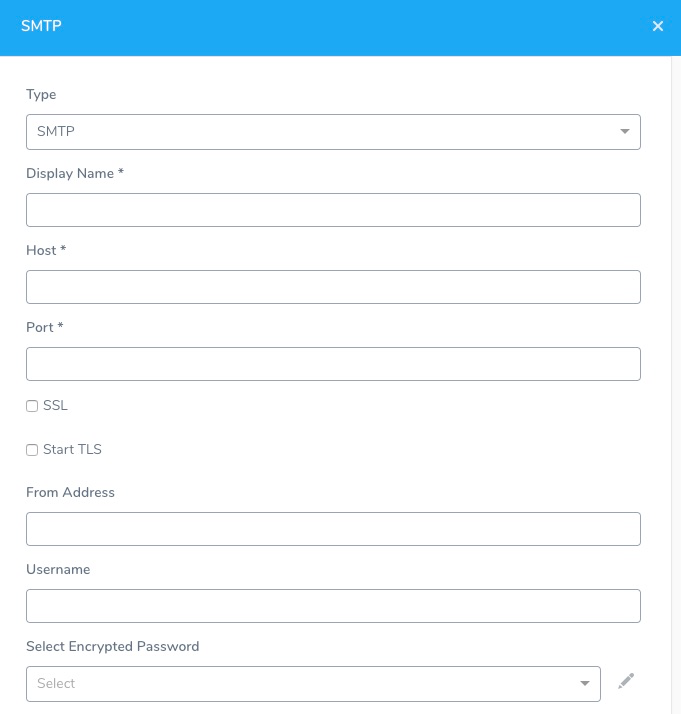 SMTP
Type
SMTP
Display Name *
Host *
Port *
SSL
Start TLS
From Address
Username
Select Encrypted Password
Select